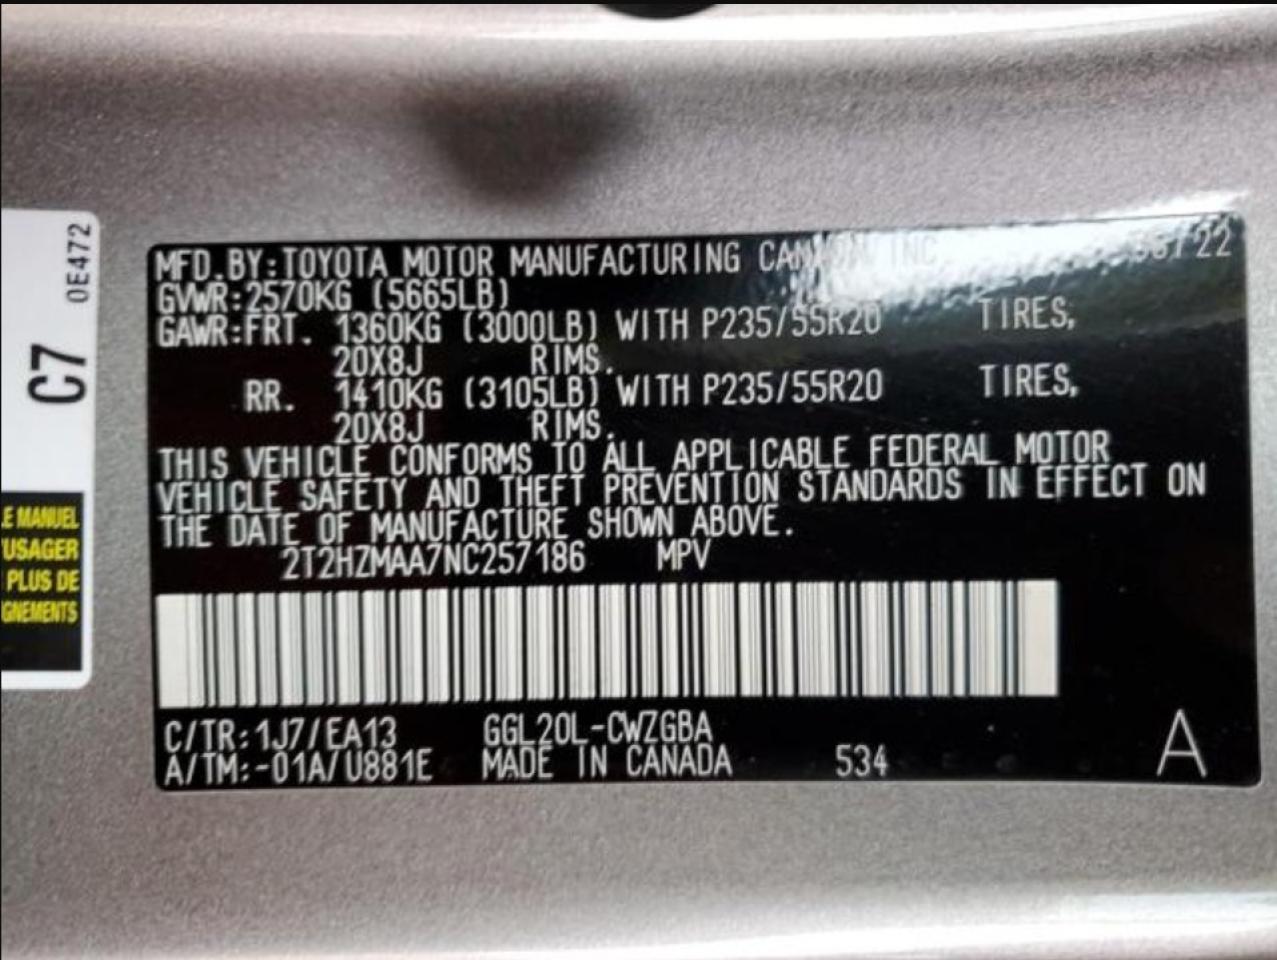 0E472
C7
E MANUEL
USAGER
PLUS DE
GNEMENTS
MFD.BY:TOYOTA MOTOR MANUFACTURING INC /22
GVWR:2570KG (5665LB)
GAWR:FRT. 1360KG (3000LB) WITH P235/55R20 TIRES,
20X8J RIMS.
RR. 1410KG (3105LB) WITH P235/55R20 TIRES,
20X8J RIMS.
THIS VEHICLE CONFORMS TO ALL APPLICABLE FEDERAL MOTOR
VEHICLE SAFETY AND THEFT PREVENTION STANDARDS IN EFFECT ON
THE DATE OF MANUFACTURE SHOWN ABOVE.
2T2HZMAA7NC257186 MPV
C/TR:1J7/EA13 GGL20L-CWZGBA
A/TM:-01A/U881E MADE IN CANADA 534
A